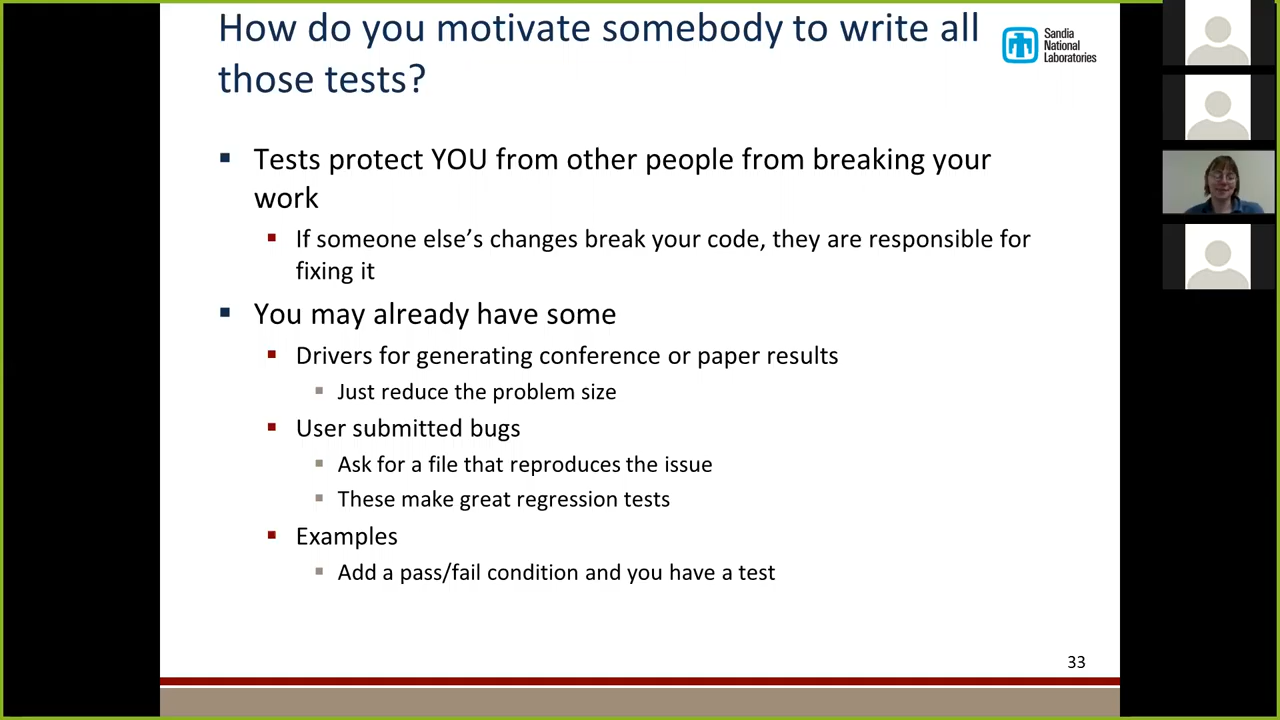 How do you motivate somebody to write all
those tests?
Sandia
National
Laboratories
Tests protect YOU from other people from breaking your
work
If someone else's changes break your code, they are responsible for
fixing it
You may already have some
Drivers for generating conference or paper results
Just reduce the problem size
User submitted bugs
Ask for a file that reproduces the issue
These make great regression tests
Examples
Add a pass/fail condition and you have a test
33